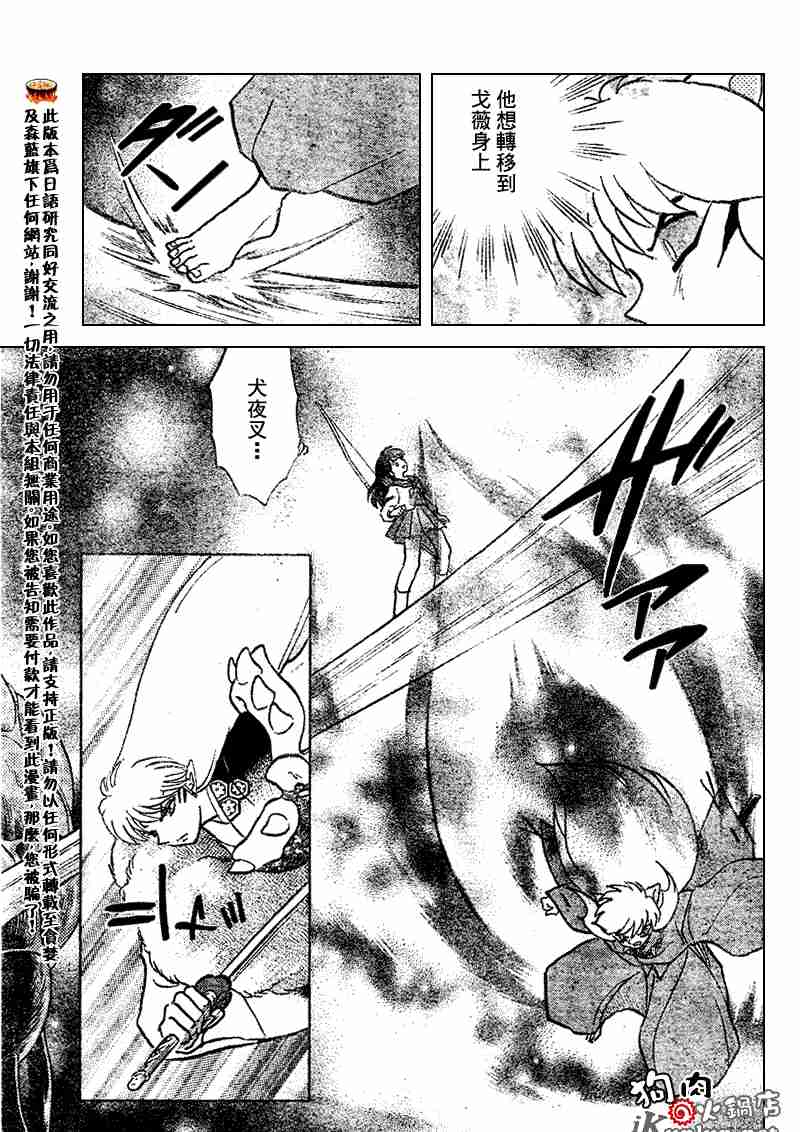 他想轉移到
戈薇身上
ダ
ン
犬夜叉…
ゴ
ァ
ァ
ニ
ヤ
此版本爲日語研究同好交流之用,請勿用于任何商業用途。如您喜歡此作品,請支持正版!請勿以任何形式轉載至貪婪
及森藍旗下任何網站,謝謝!一切法律責任與本組無關。如果您被告知需要付款才能看到此漫畫,那麼,您被騙了!
狗肉
火鍋店